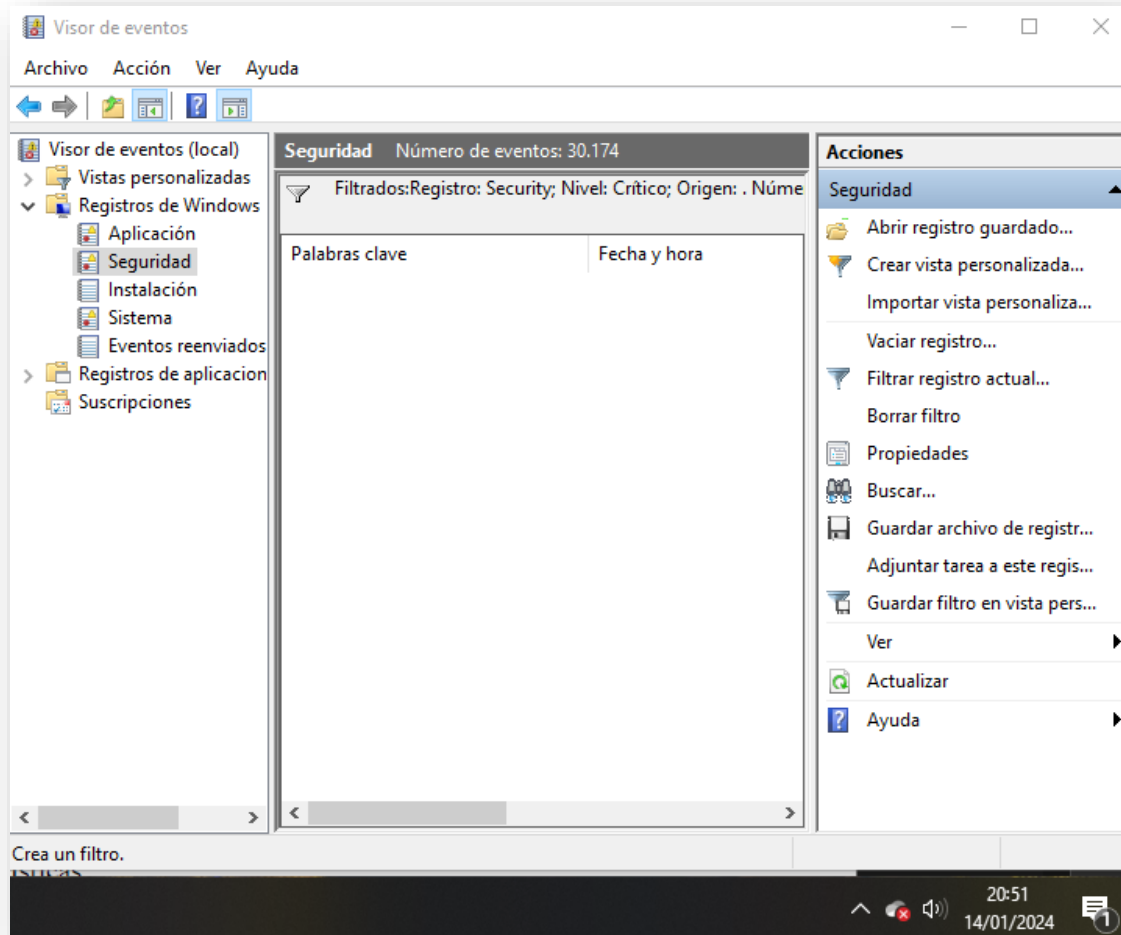 Visor de eventos
Archivo Acción Ver Ayuda
Visor de eventos (local)
Vistas personalizadas
Registros de Windows
Aplicación
Seguridad
Instalación
Sistema
Eventos reenviados
Registros de aplicacion
Suscripciones
Seguridad Número de eventos: 30.174
Filtrados:Registro: Security; Nivel: Crítico; Origen: . Núme
Palabras clave Fecha y hora
Acciones
Seguridad
Abrir registro guardado...
Crear vista personalizada...
Importar vista personaliza...
Vaciar registro...
Filtrar registro actual...
Borrar filtro
Propiedades
Buscar...
Guardar archivo de registr...
Adjuntar tarea a este regis...
Guardar filtro en vista pers...
Ver
Actualizar
Ayuda
Crea un filtro.
20:51
14/01/2024
1